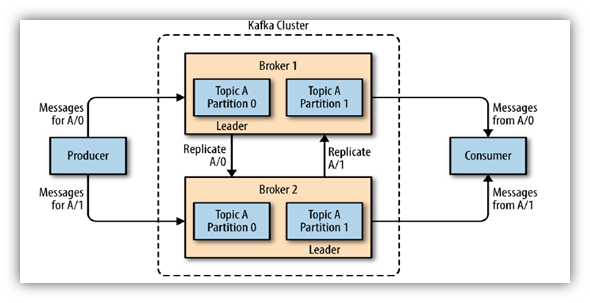 Kafka Cluster
Broker 1
Topic A
Partition 0
Topic A
Partition 1
Leader
Messages
for A/0
Producer
Messages
for A/1
Replicate
A/0
Replicate
A/1
Messages
from A/0
Consumer
Messages
from A/1
Broker 2
Topic A
Partition 0
Topic A
Partition 1
Leader